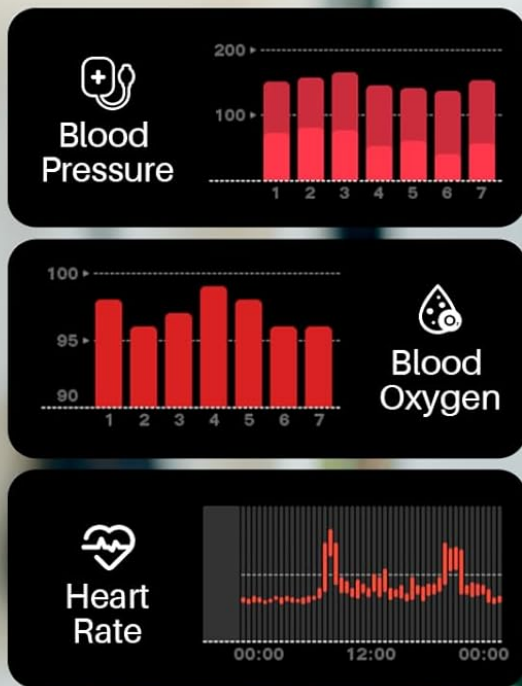 Blood
Pressure
200
100
1 2 3 4 5 6 7
100
95
90
1 2 3 4 5 6 7
Blood
Oxygen
Heart
Rate
00:00 12:00 00:00